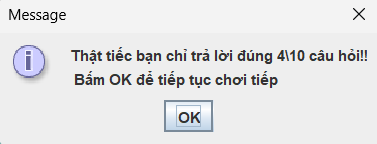 Message
Thật tiếc bạn chỉ trả lời đúng 4\10 câu hỏi!!
Bấm OK để tiếp tục chơi tiếp
OK